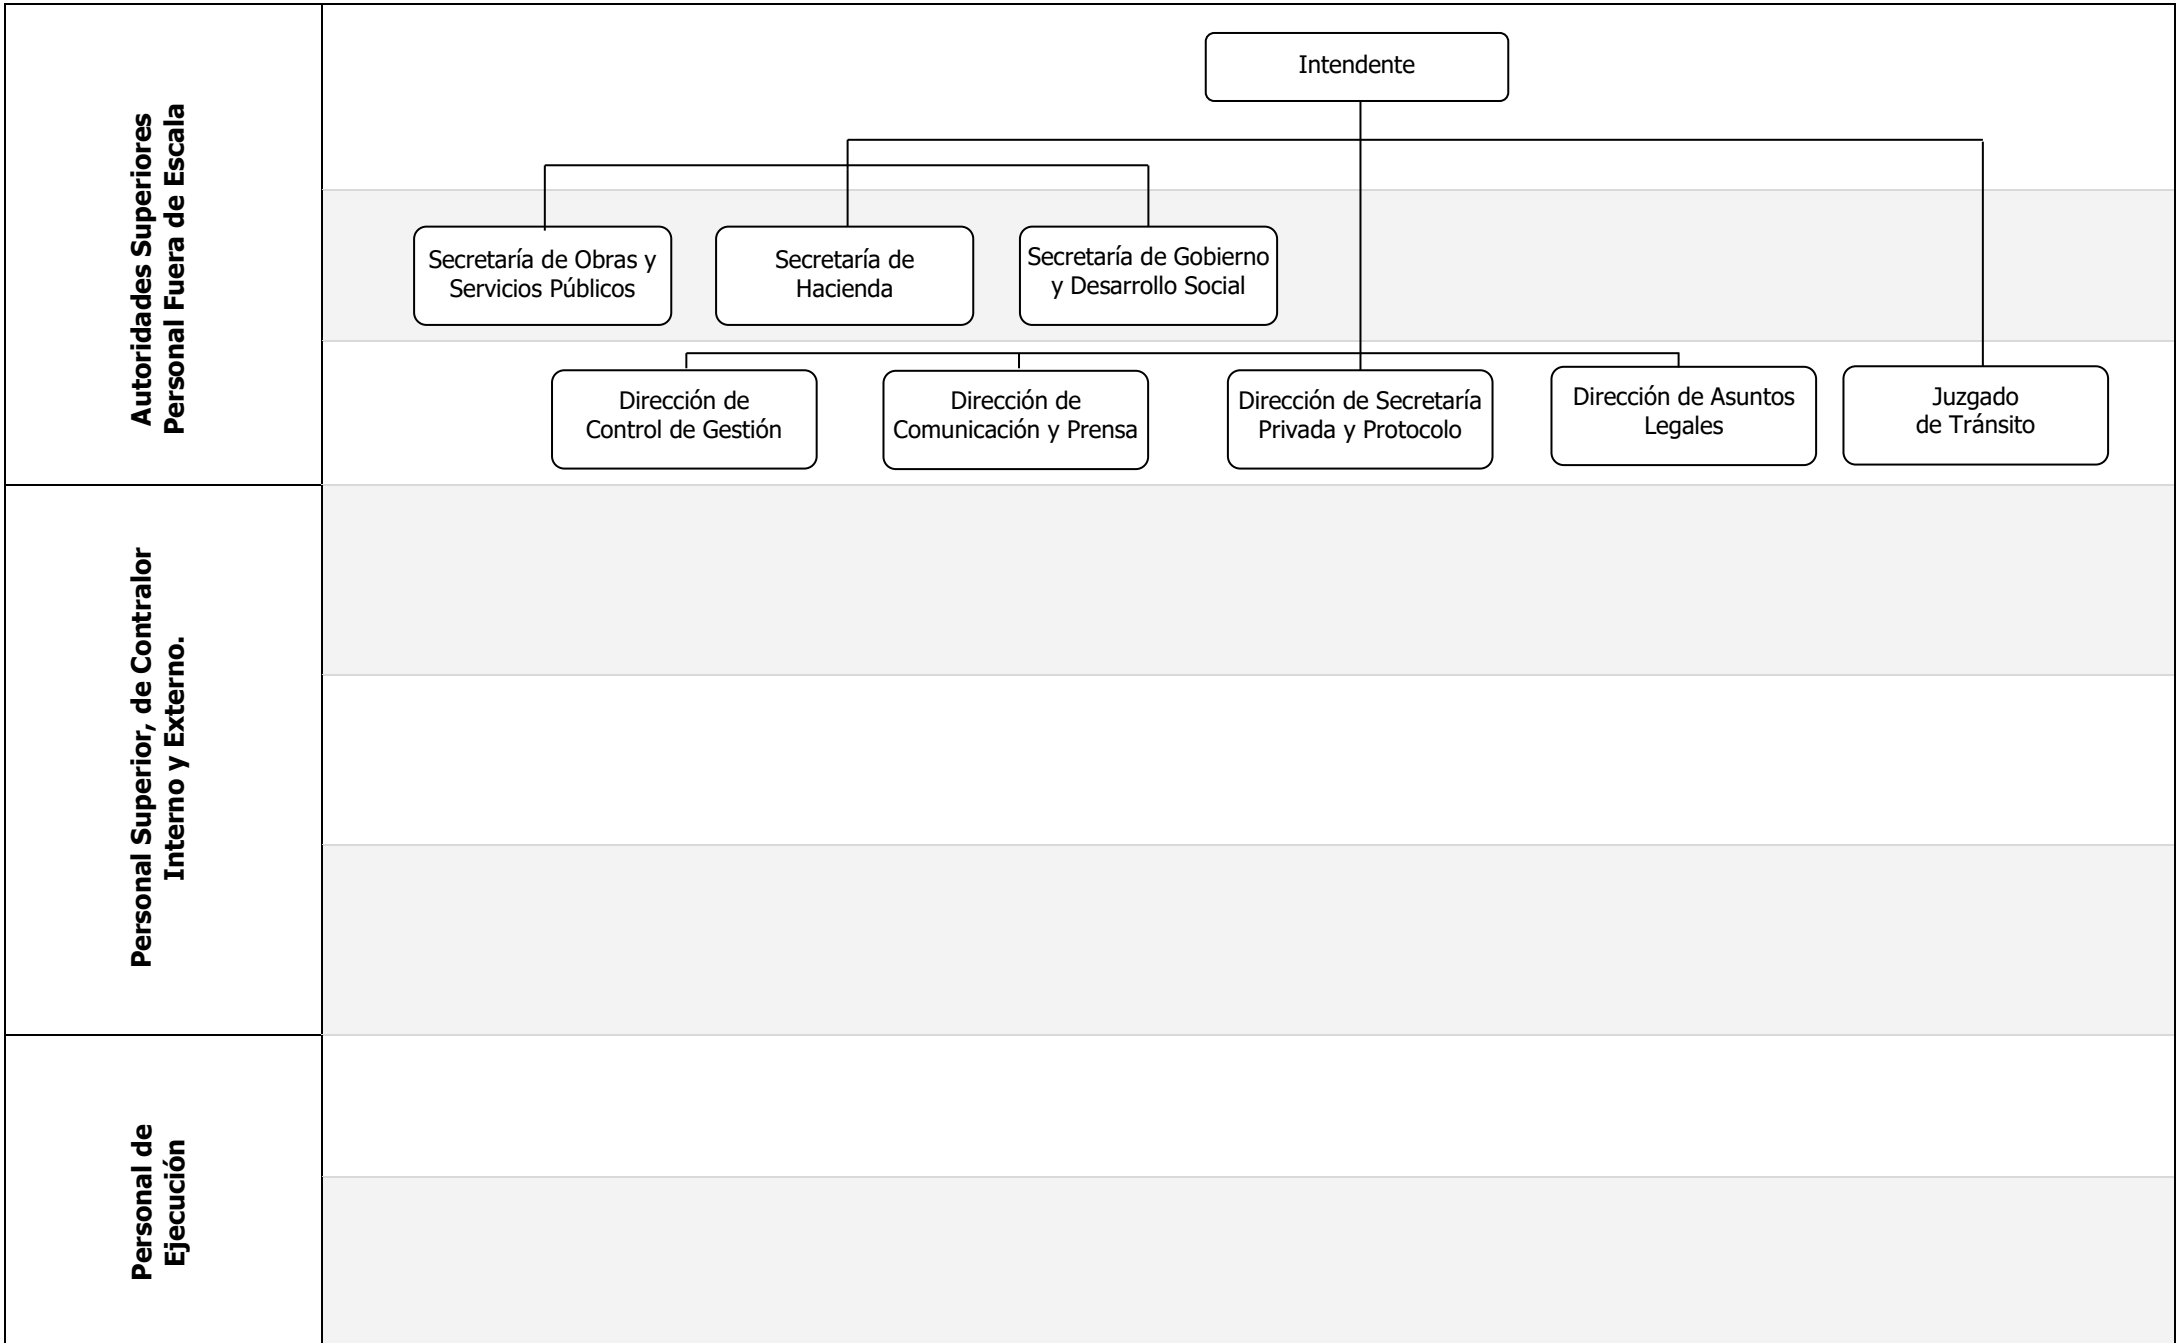 Autoridades Superiores
Personal Fuera de Escala
Intendente
Secretaría de Obras y
Servicios Públicos
Secretaría de
Hacienda
Secretaría de Gobierno
y Desarrollo Social
Dirección de
Control de Gestión
Dirección de
Comunicación y Prensa
Dirección de Secretaría
Privada y Protocolo
Dirección de Asuntos
Legales
Juzgado
de Tránsito
Personal Superior, de Contralor
Interno y Externo.
Personal de
Ejecución